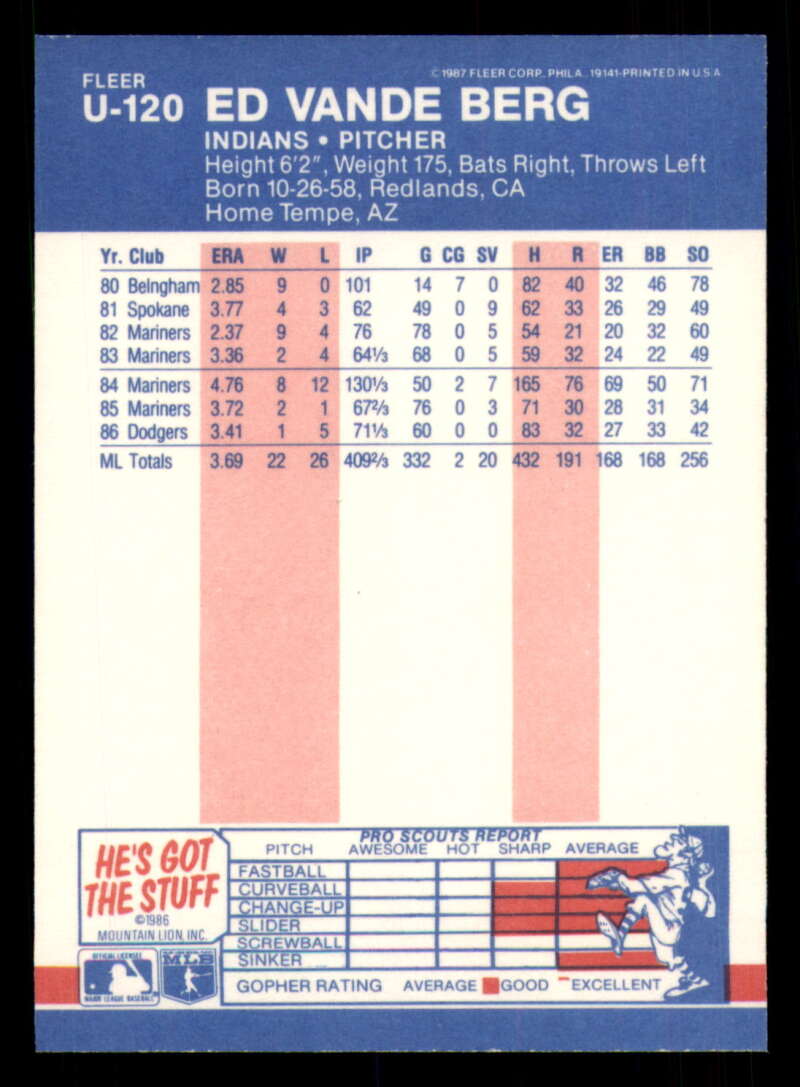 © 1987 FLEER CORP. PHILA. 19141-PRINTED IN U.S.A
FLEER
U-120 ED VANDE BERG
INDIANS • PITCHER
Height 6'2", Weight 175, Bats Right, Throws Left
Born 10-26-58, Redlands, CA
Home Tempe, AZ
Yr. Club ERA W L IP G CG SV H R ER BB SO
80 Belngham 2.85 9 0 101 14 7 0 82 40 32 46 78
81 Spokane 3.77 4 3 62 49 0 9 62 33 26 29 49
82 Mariners 2.37 9 4 76 78 0 5 54 21 20 32 60
83 Mariners 3.36 2 4 64⅓ 68 0 5 59 32 24 22 49
84 Mariners 4.76 8 12 130⅓ 50 2 7 165 76 69 50 71
85 Mariners 3.72 2 1 67⅔ 76 0 3 71 30 28 31 34
86 Dodgers 3.41 1 5 71⅓ 60 0 0 83 32 27 33 42
ML Totals 3.69 22 26 409⅔ 332 2 20 432 191 168 168 256
HE'S GOT
THE STUFF
©1986
MOUNTAIN LION, INC.
OFFICIAL LICENSEE
MAJOR LEAGUE BASEBALL
MLB
PRO SCOUTS REPORT
PITCH AWESOME HOT SHARP AVERAGE
FASTBALL
CURVEBALL
CHANGE-UP
SLIDER
SCREWBALL
SINKER
GOPHER RATING AVERAGE GOOD EXCELLENT